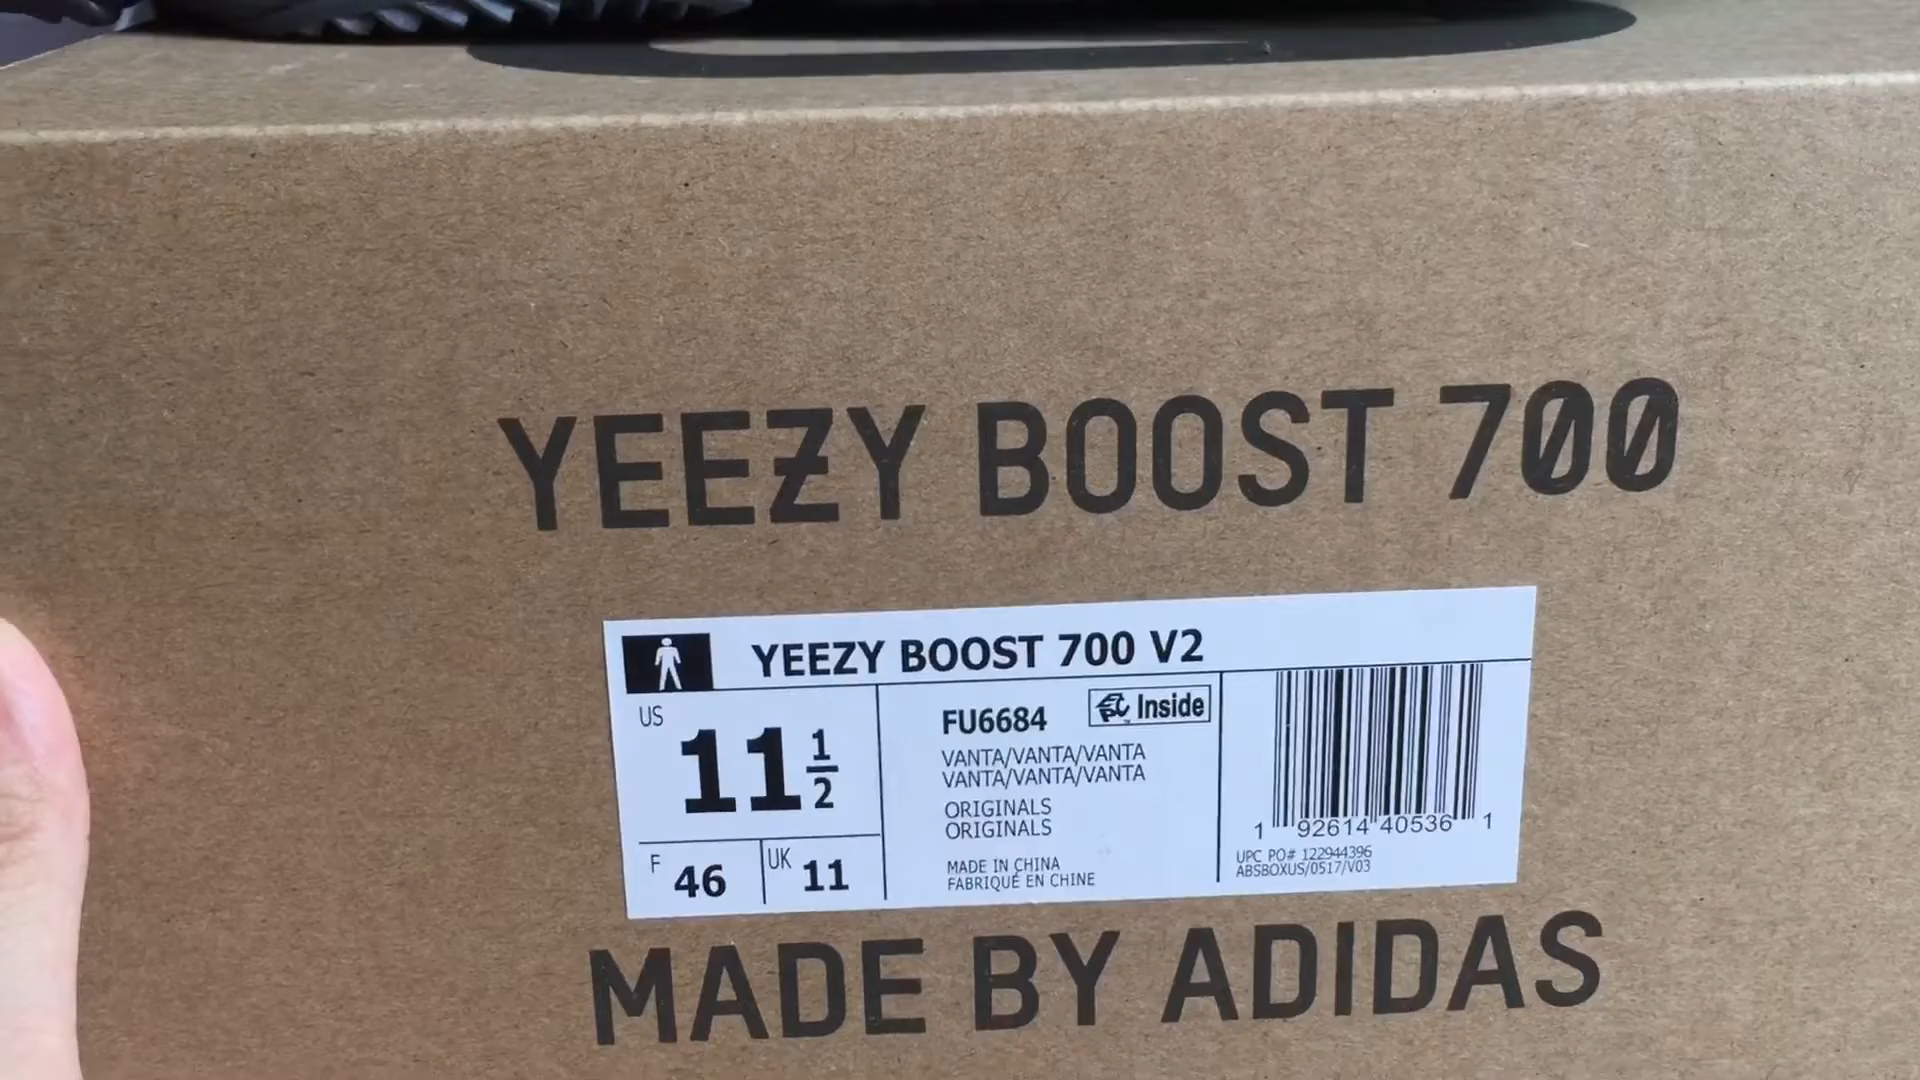 YEEZY BOOST 700
YEEZY BOOST 700 V2
US
11 1/2
F 46
UK 11
FU6684
Inside
VANTA/VANTA/VANTA
VANTA/VANTA/VANTA
ORIGINALS
ORIGINALS
MADE IN CHINA
FABRIQUÉ EN CHINE
1 92614 40536 1
UPC PO# 122944396
ABSBOXUS/0517/V03
MADE BY ADIDAS